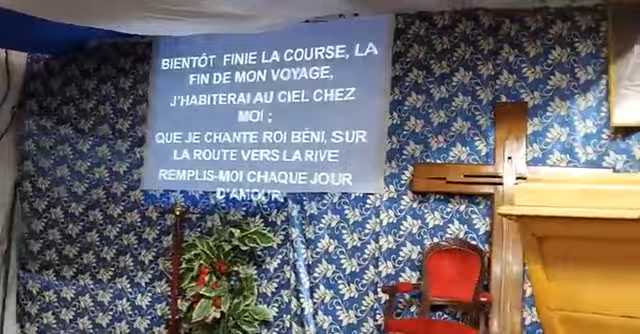 BIENTÔT FINIE LA COURSE, LA
FIN DE MON VOYAGE,
J'HABITERAI AU CIEL CHEZ
MOI ;
QUE JE CHANTE ROI BÉNI, SUR
LA ROUTE VERS LA RIVE
REMPLIS-MOI CHAQUE JOUR
D'AMOUR